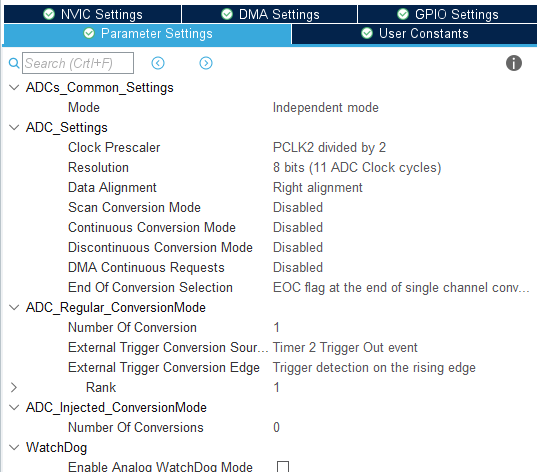 NVIC Settings DMA Settings GPIO Settings
Parameter Settings User Constants
Search (Crtl+F)
ADCs_Common_Settings
Mode Independent mode
ADC_Settings
Clock Prescaler PCLK2 divided by 2
Resolution 8 bits (11 ADC Clock cycles)
Data Alignment Right alignment
Scan Conversion Mode Disabled
Continuous Conversion Mode Disabled
Discontinuous Conversion Mode Disabled
DMA Continuous Requests Disabled
End Of Conversion Selection EOC flag at the end of single channel conv...
ADC_Regular_ConversionMode
Number Of Conversion 1
External Trigger Conversion Sour... Timer 2 Trigger Out event
External Trigger Conversion Edge Trigger detection on the rising edge
Rank 1
ADC_Injected_ConversionMode
Number Of Conversions 0
WatchDog
Enable Analog WatchDog Mode